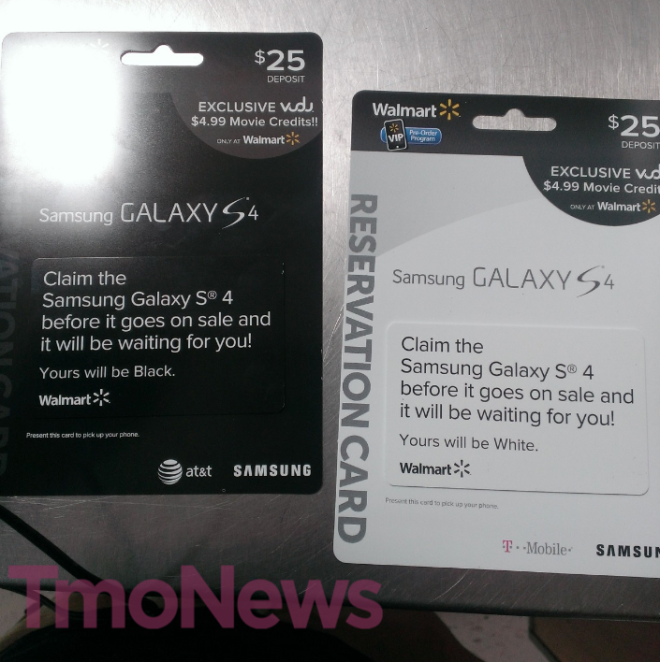 $25
DEPOSIT
EXCLUSIVE vudu
$4.99 Movie Credits!!
ONLY AT Walmart
Samsung GALAXY S4
Claim the
Samsung Galaxy S® 4
before it goes on sale and
it will be waiting for you!
Yours will be Black.
Walmart
Present this card to pick up your phone.
at&t SAMSUNG
Walmart
VIP Pre-Order
Program
$25
DEPOSIT
EXCLUSIVE vud
$4.99 Movie Credit
ONLY AT Walmart
RESERVATION CARD
Samsung GALAXY S4
Claim the
Samsung Galaxy S® 4
before it goes on sale and
it will be waiting for you!
Yours will be White.
Walmart
Present this card to pick up your phone.
T··Mobile· SAMSUN
TmoNews